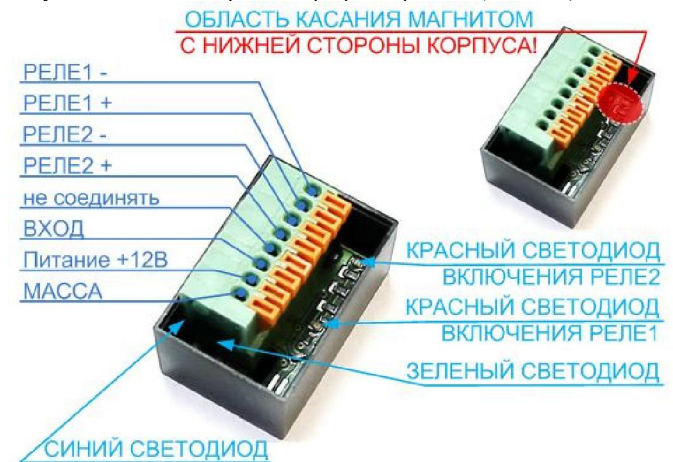 ОБЛАСТЬ КАСАНИЯ МАГНИТОМ
С НИЖНЕЙ СТОРОНЫ КОРПУСА!
РЕЛЕ1 -
РЕЛЕ1 +
РЕЛЕ2 -
РЕЛЕ2 +
не соединять
ВХОД
Питание +12В
МАССА
КРАСНЫЙ СВЕТОДИОД
ВКЛЮЧЕНИЯ РЕЛЕ2
КРАСНЫЙ СВЕТОДИОД
ВКЛЮЧЕНИЯ РЕЛЕ1
ЗЕЛЕНЫЙ СВЕТОДИОД
СИНИЙ СВЕТОДИОД